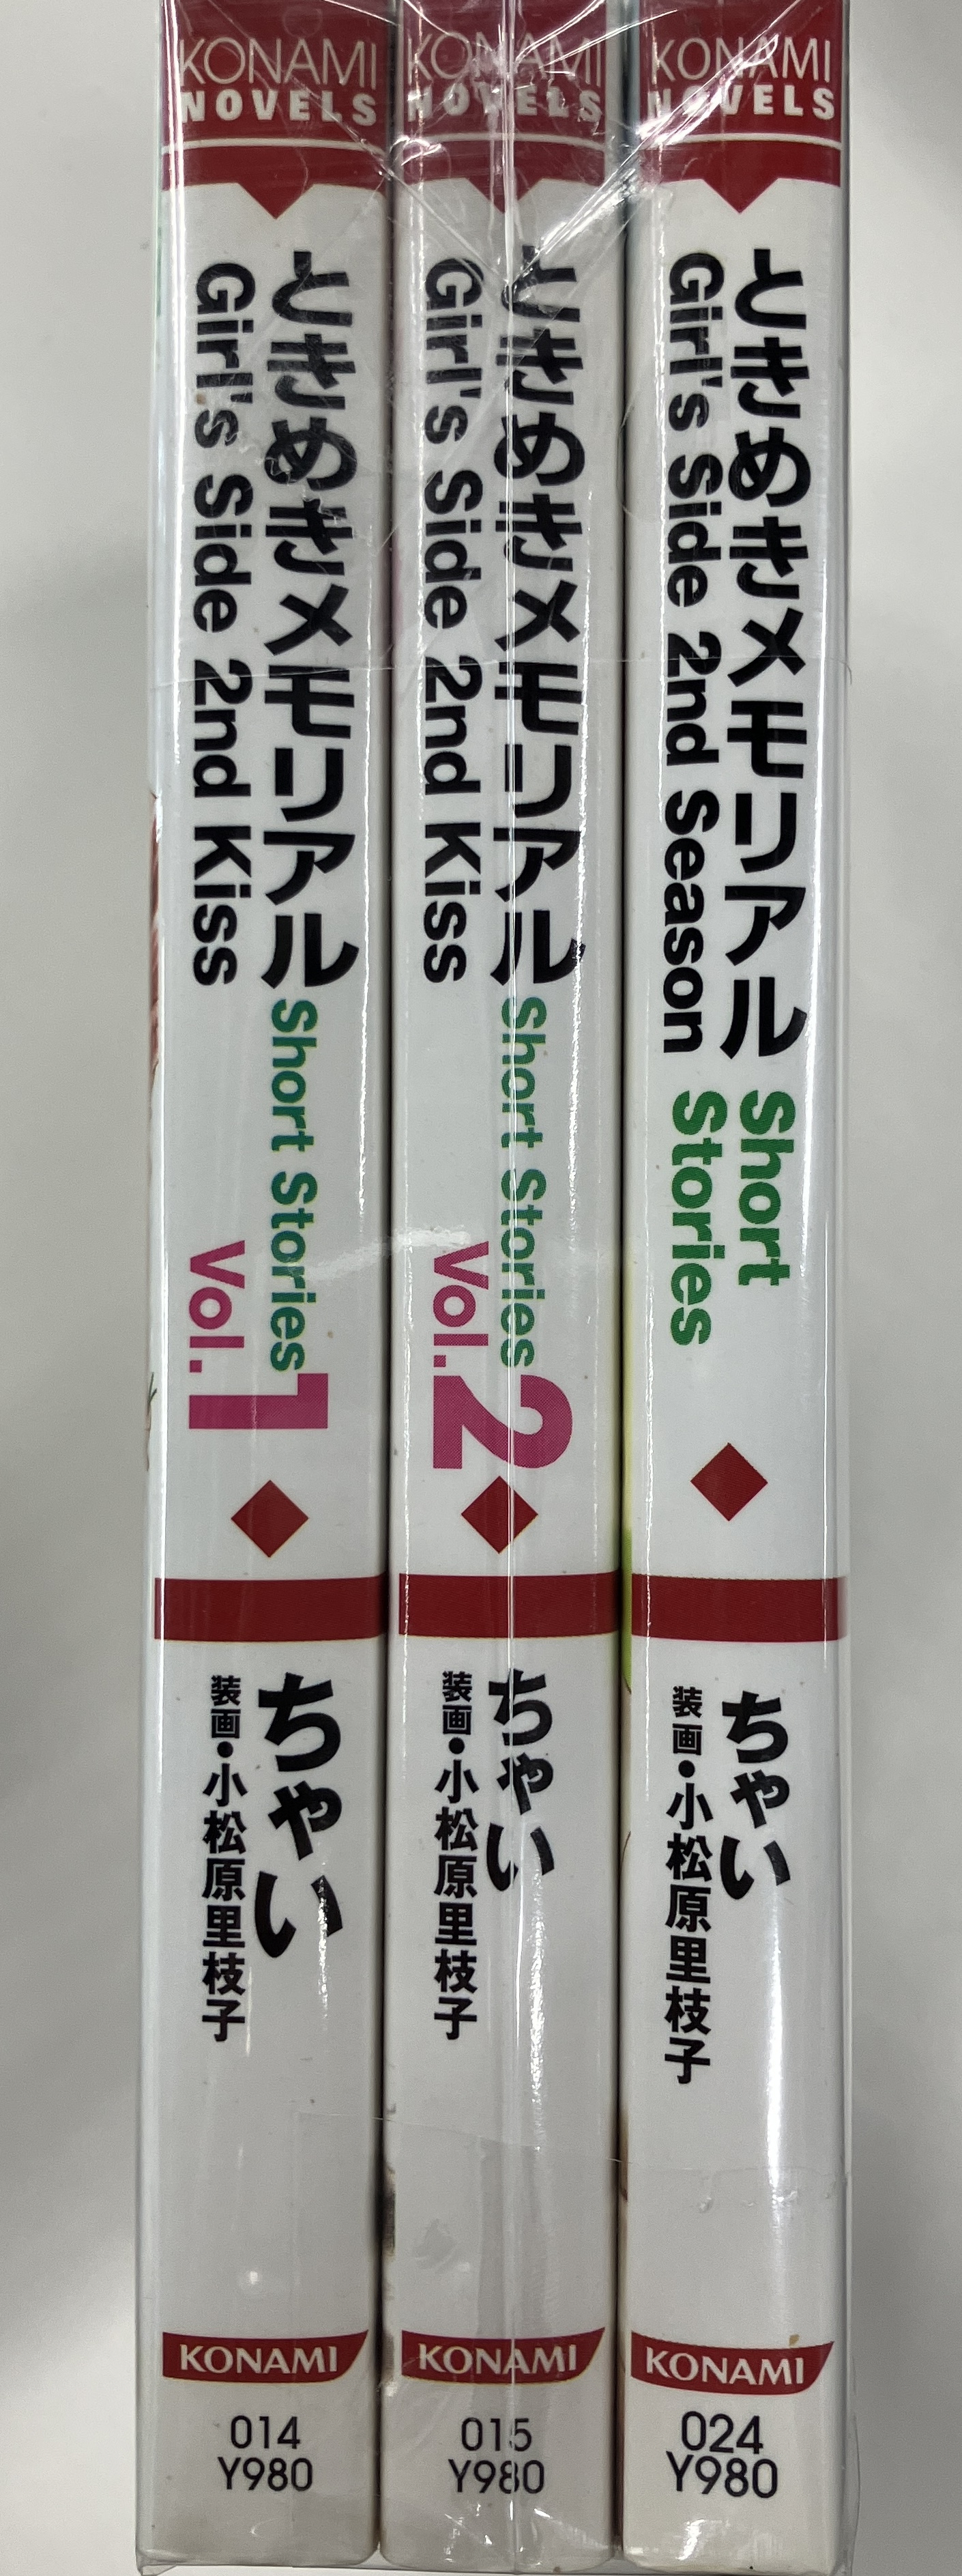 KONAMI
NOVELS
ときめきメモリアル
Girl's Side 2nd Kiss
Short Stories
Vol.1
ちゃい
装画・小松原里枝子
KONAMI
014
Y980
KONAMI
NOVELS
ときめきメモリアル
Girl's Side 2nd Kiss
Short Stories
Vol.2
ちゃい
装画・小松原里枝子
KONAMI
015
Y980
KONAMI
NOVELS
ときめきメモリアル
Girl's Side 2nd Season
Short
Stories
ちゃい
装画・小松原里枝子
KONAMI
024
Y980